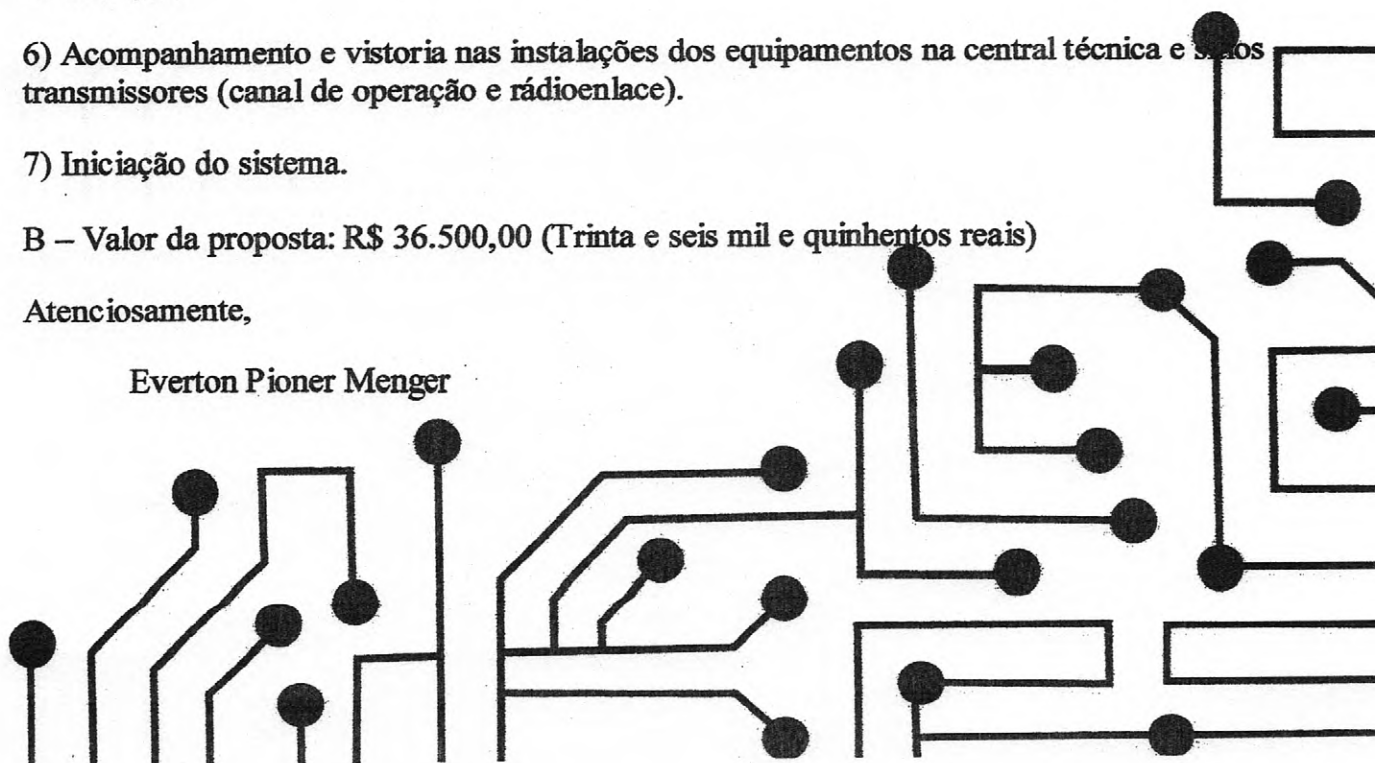 6) Acompanhamento e vistoria nas instalações dos equipamentos na central técnica e
transmissores (canal de operação e rádioenlace).
7) Iniciação do sistema.
B – Valor da proposta: R$ 36.500,00 (Trinta e seis mil e quinhentos reais)
Atenciosamente,
Everton Pioner Menger